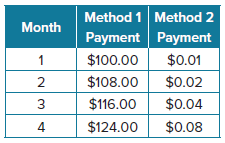 Month Method 1 Payment Method 2 Payment
1 $100.00 $0.01
2 $108.00 $0.02
3 $116.00 $0.04
4 $124.00 $0.08